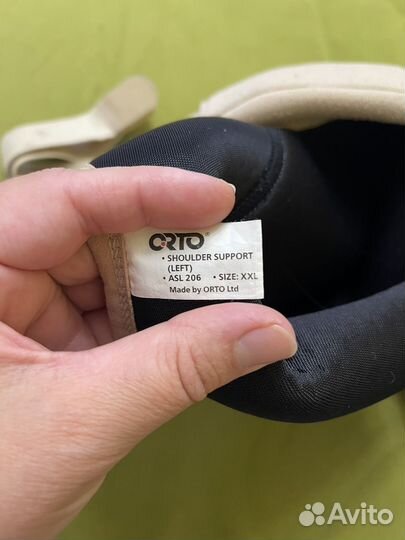 ORTO®
• SHOULDER SUPPORT
(LEFT)
• ASL 206 • SIZE: XXL
Made by ORTO Ltd
Avito